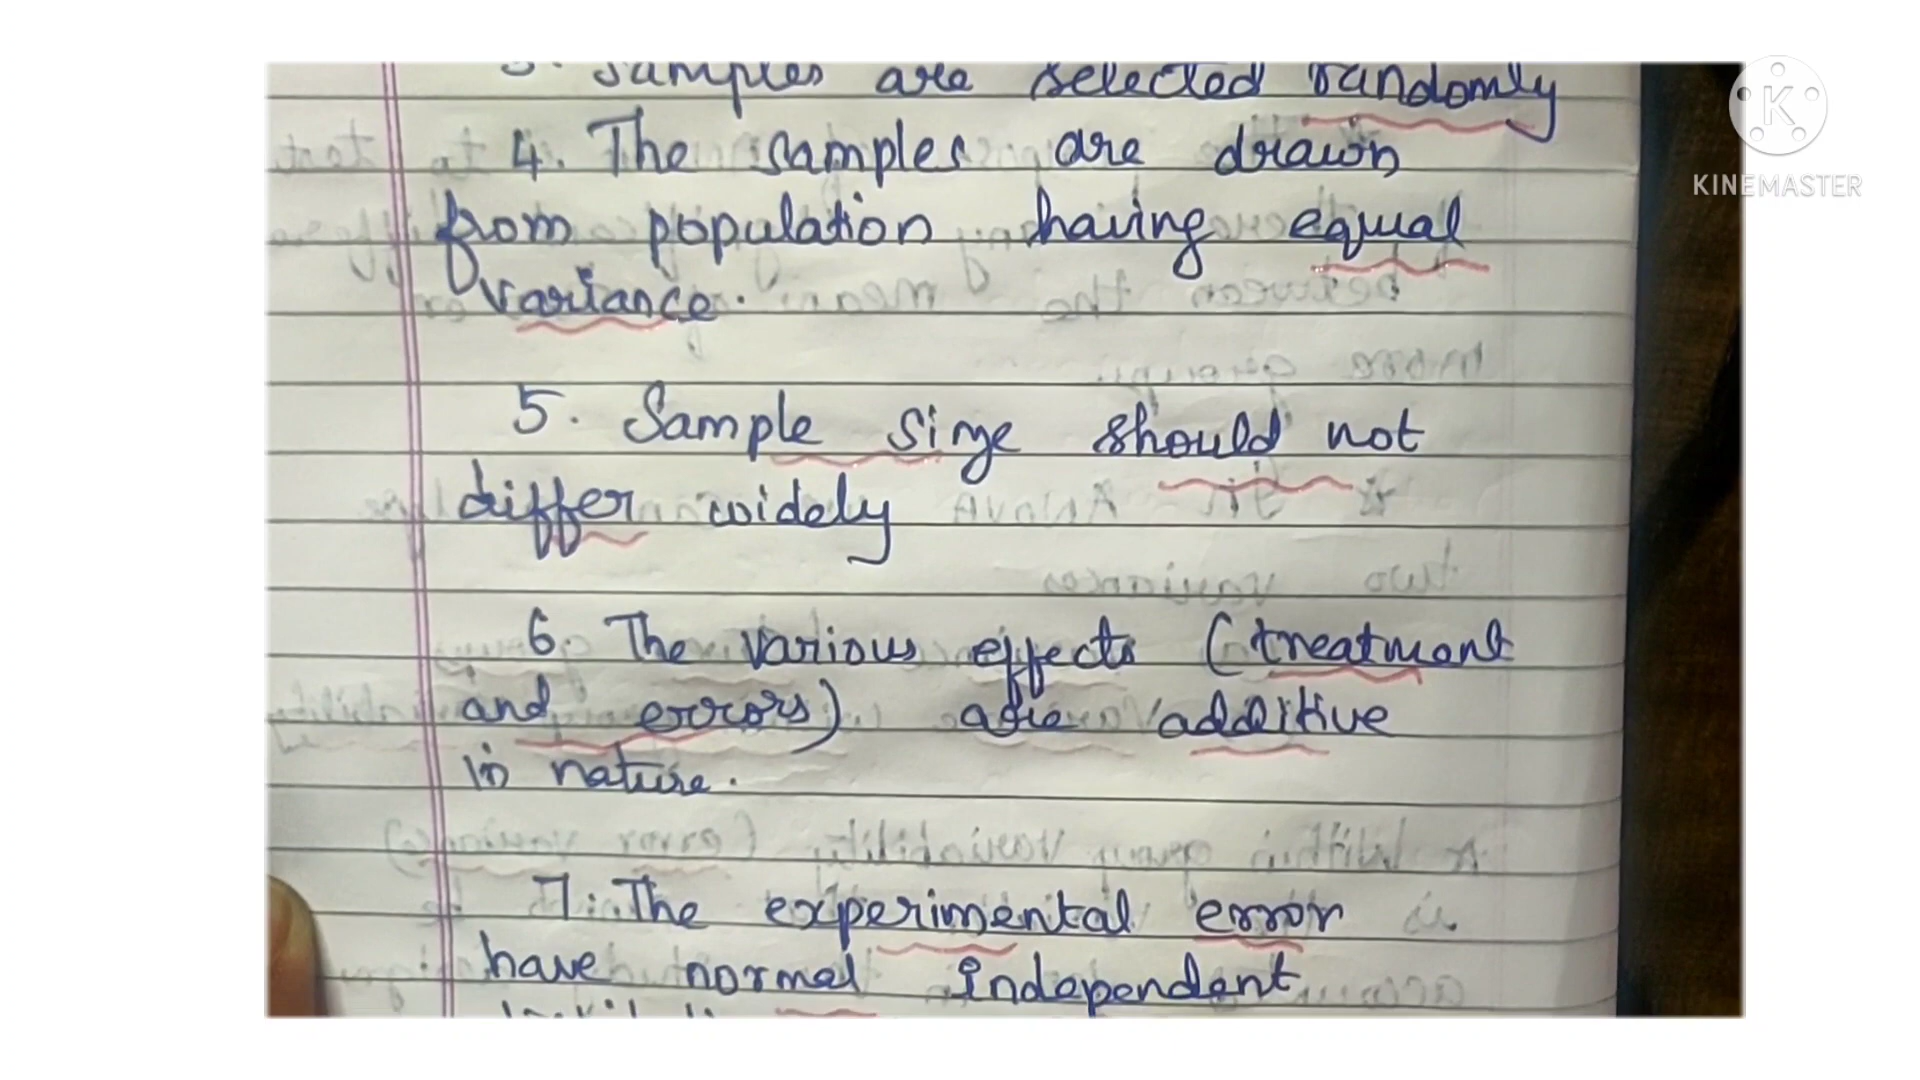 3. Samples are selected randomly
4. The samples are drawn
from population having equal
variance.
5. Sample size should not
differ widely
6. The various effects (treatment
and errors) are additive
in nature.
7. The experimental error
have normal independent
KINEMASTER